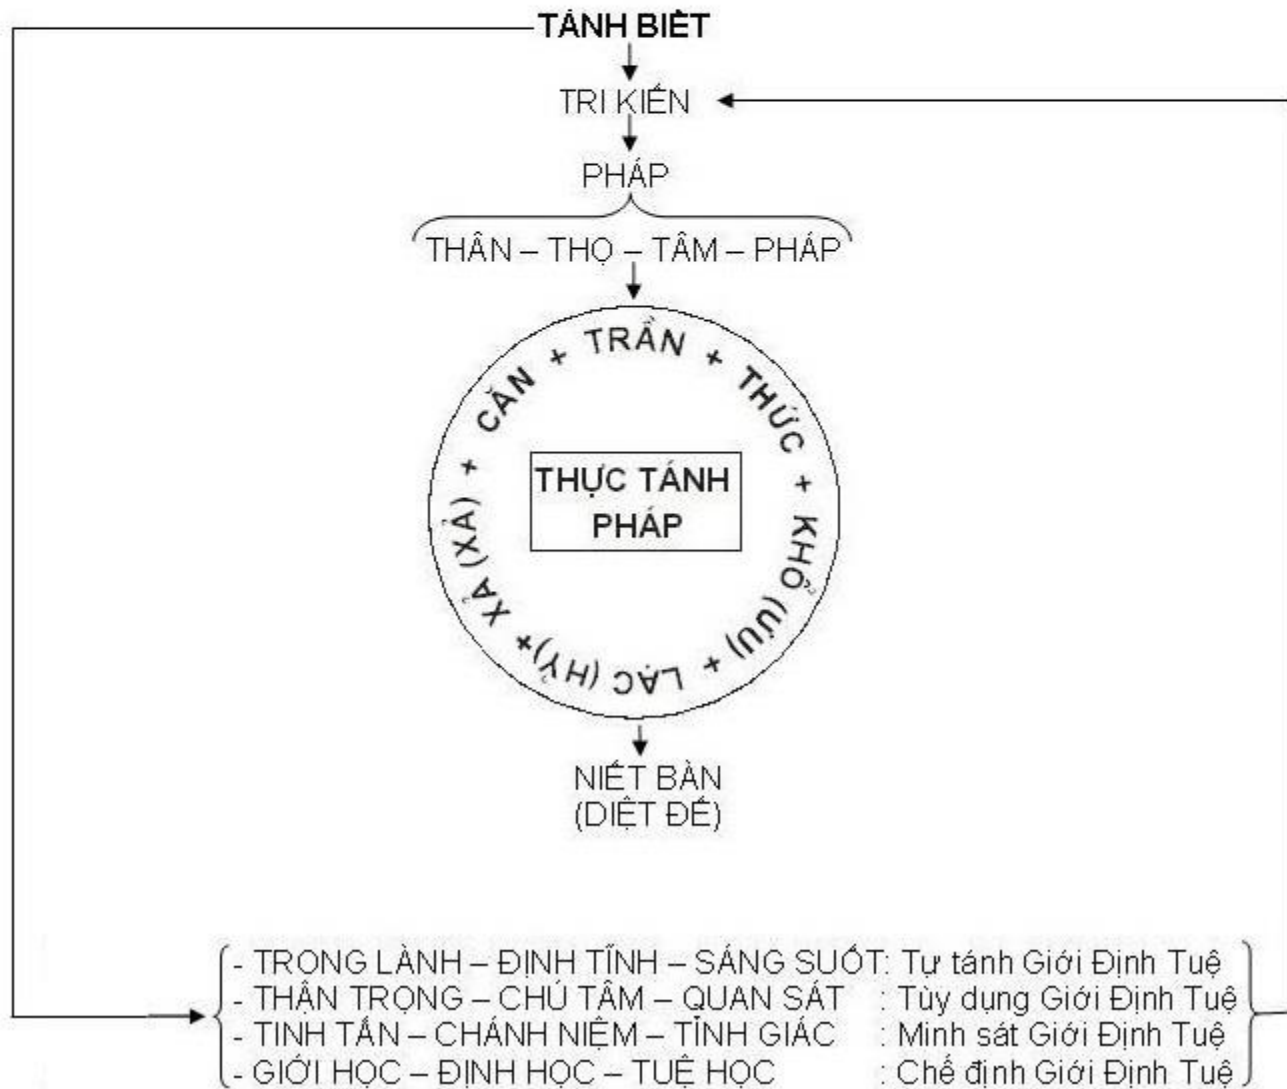 TÁNH BIẾT
TRI KIẾN
PHÁP
THÂN – THỌ – TÂM – PHÁP
CĂN + TRẦN + THỨC + KHỔ (ƯU) + LẠC (HỶ) + XẢ (XẢ) +
THỰC TÁNH
PHÁP
NIẾT BÀN
(DIỆT ĐẾ)
- TRONG LÀNH – ĐỊNH TĨNH – SÁNG SUỐT: Tự tánh Giới Định Tuệ
- THẬN TRỌNG – CHÚ TÂM – QUAN SÁT : Tùy dụng Giới Định Tuệ
- TINH TẤN – CHÁNH NIỆM – TĨNH GIÁC : Minh sát Giới Định Tuệ
- GIỚI HỌC – ĐỊNH HỌC – TUỆ HỌC : Chế định Giới Định Tuệ